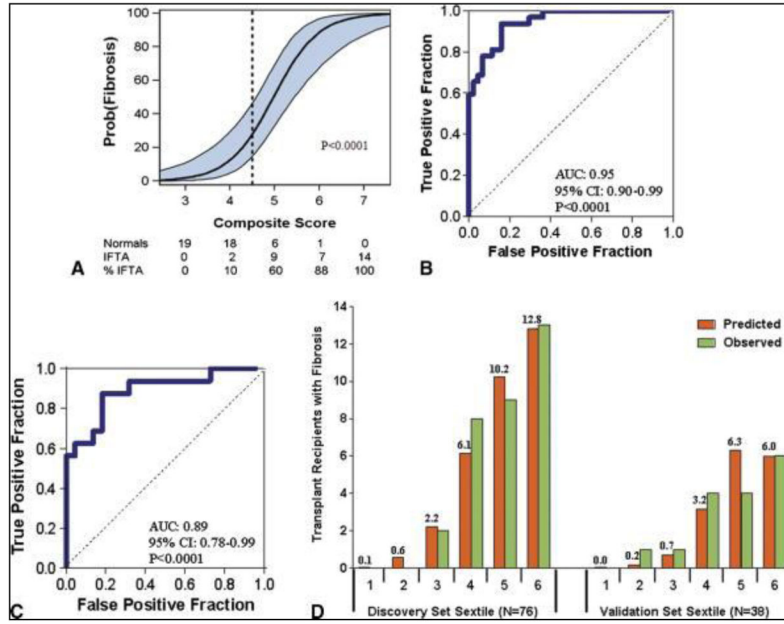 100
80
60
40
20
0
Prob(Fibrosis)
P<0.0001
3 4 5 6 7
Composite Score
Normals 19 18 6 1 0
IFTA 0 2 9 7 14
% IFTA 0 10 60 88 100
A
1.0
0.8
0.6
0.4
0.2
0.0
True Positive Fraction
AUC: 0.95
95% CI: 0.90-0.99
P<0.0001
0.0 0.2 0.4 0.6 0.8 1.0
False Positive Fraction
B
1.0
0.8
0.6
0.4
0.2
0.0
True Positive Fraction
AUC: 0.89
95% CI: 0.78-0.99
P<0.0001
0.0 0.2 0.4 0.6 0.8 1.0
False Positive Fraction
C
14
12
10
8
6
4
2
0
Transplant Recipients with Fibrosis
Predicted
Observed
0.1 0.6 2.2 6.1 10.2 12.8
0.0 0.2 0.7 3.2 6.3 6.0
1 2 3 4 5 6
1 2 3 4 5 6
Discovery Set Sextile (N=76)
Validation Set Sextile (N=38)
D